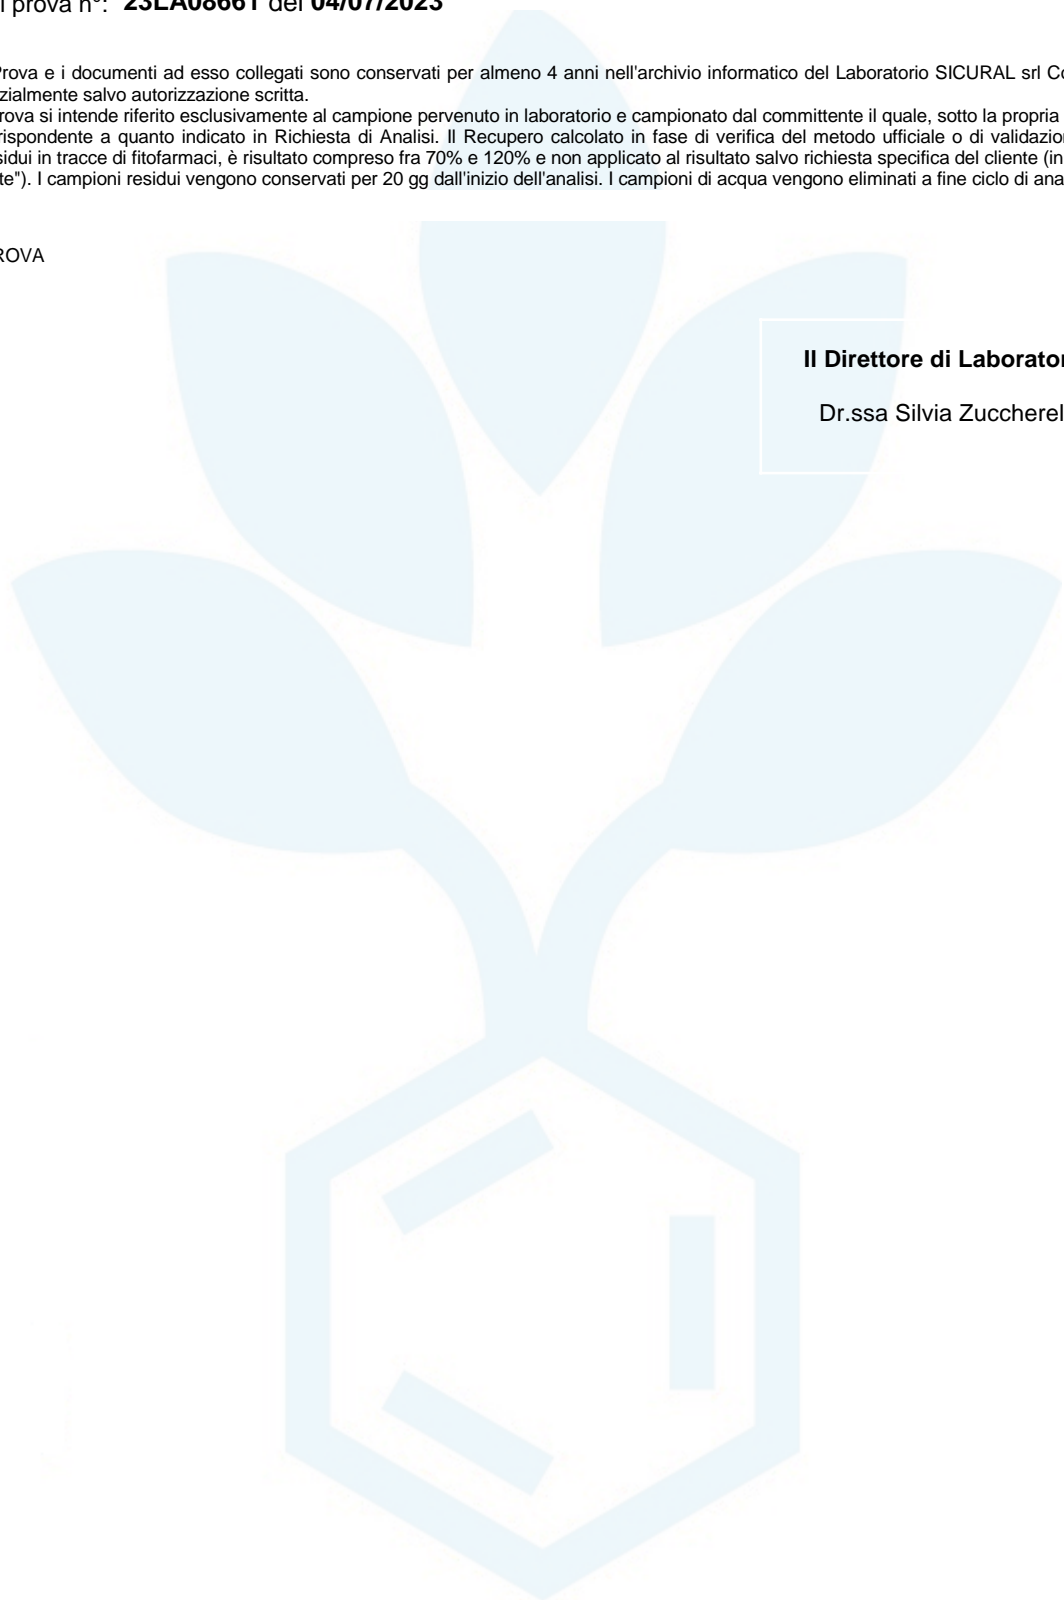 i prova n°: 23LA08661 del 04/07/2023
Prova e i documenti ad esso collegati sono conservati per almeno 4 anni nell'archivio informatico del Laboratorio SICURAL srl Co
zialmente salvo autorizzazione scritta.
rova si intende riferito esclusivamente al campione pervenuto in laboratorio e campionato dal committente il quale, sotto la propria
rispondente a quanto indicato in Richiesta di Analisi. Il Recupero calcolato in fase di verifica del metodo ufficiale o di validazion
sidui in tracce di fitofarmaci, è risultato compreso fra 70% e 120% e non applicato al risultato salvo richiesta specifica del cliente (in
te"). I campioni residui vengono conservati per 20 gg dall'inizio dell'analisi. I campioni di acqua vengono eliminati a fine ciclo di ana
ROVA
Il Direttore di Laborator
Dr.ssa Silvia Zuccherel